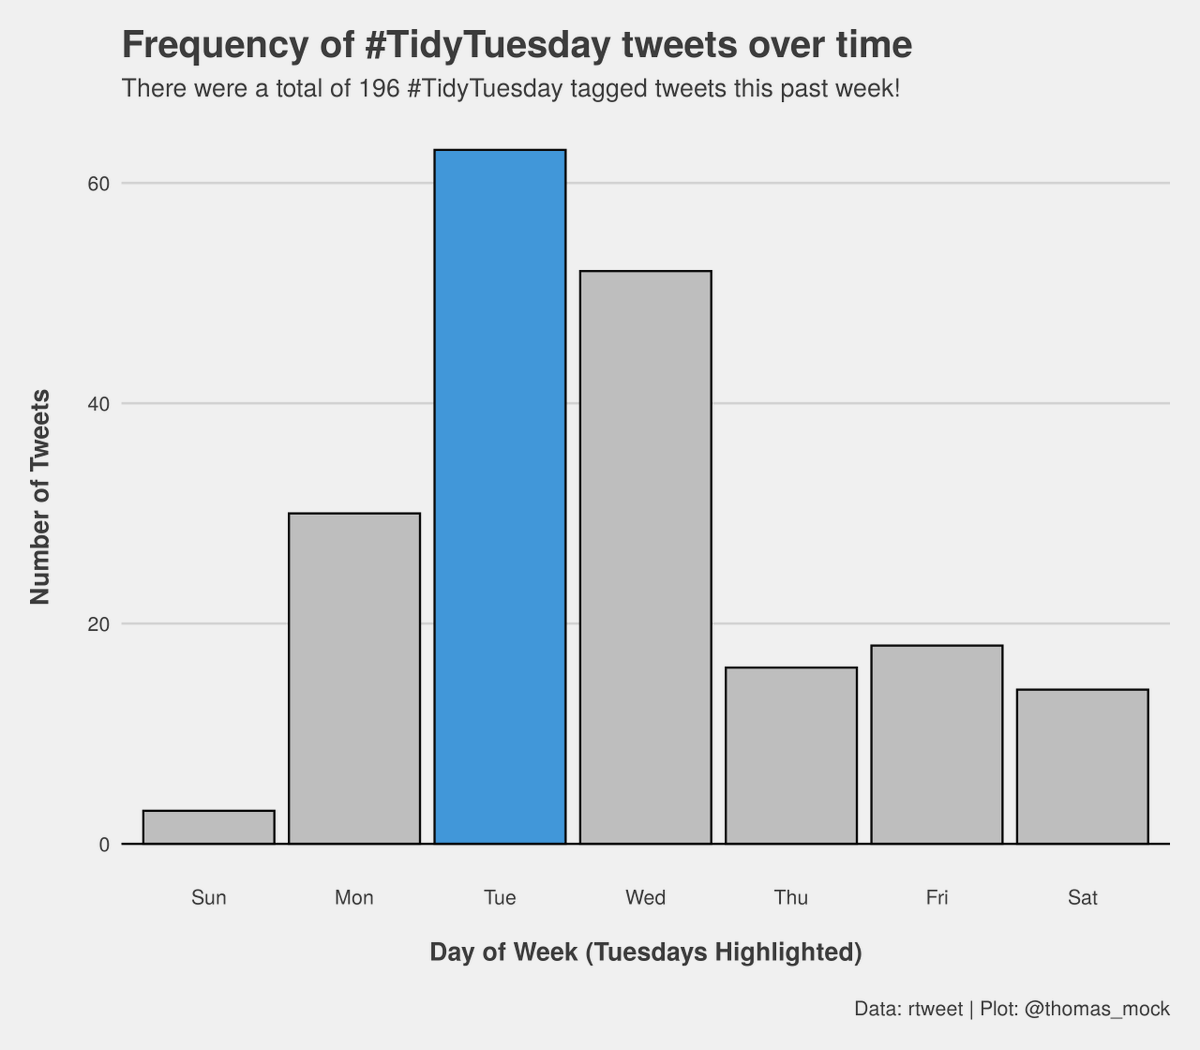 Frequency of #TidyTuesday tweets over time
There were a total of 196 #TidyTuesday tagged tweets this past week!
Number of Tweets
60
40
20
0
Sun Mon Tue Wed Thu Fri Sat
Day of Week (Tuesdays Highlighted)
Data: rtweet | Plot: @thomas_mock